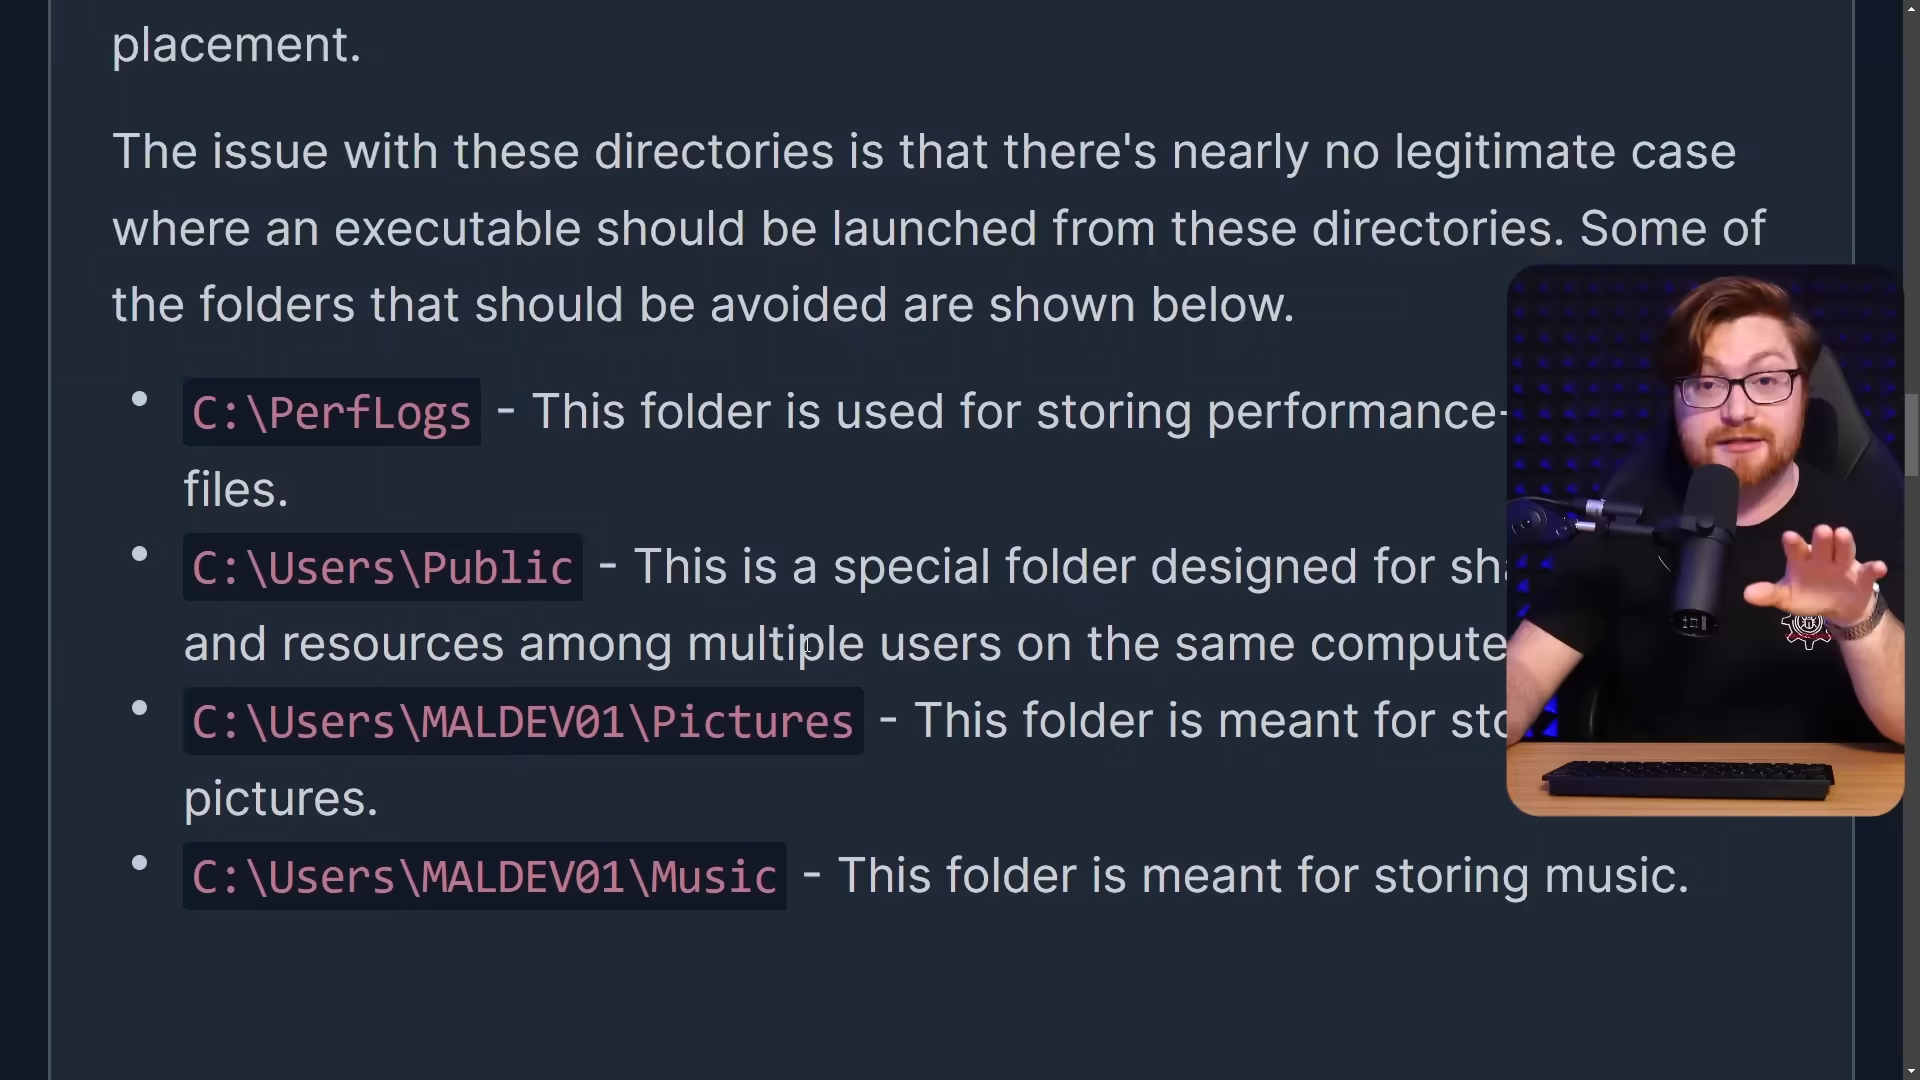 placement.
The issue with these directories is that there's nearly no legitimate case
where an executable should be launched from these directories. Some of
the folders that should be avoided are shown below.
• C:\PerfLogs - This folder is used for storing performance-
files.
• C:\Users\Public - This is a special folder designed for
and resources among multiple users on the same
• C:\Users\MALDEV01\Pictures - This folder is meant for
pictures.
• C:\Users\MALDEV01\Music - This folder is meant for storing music.